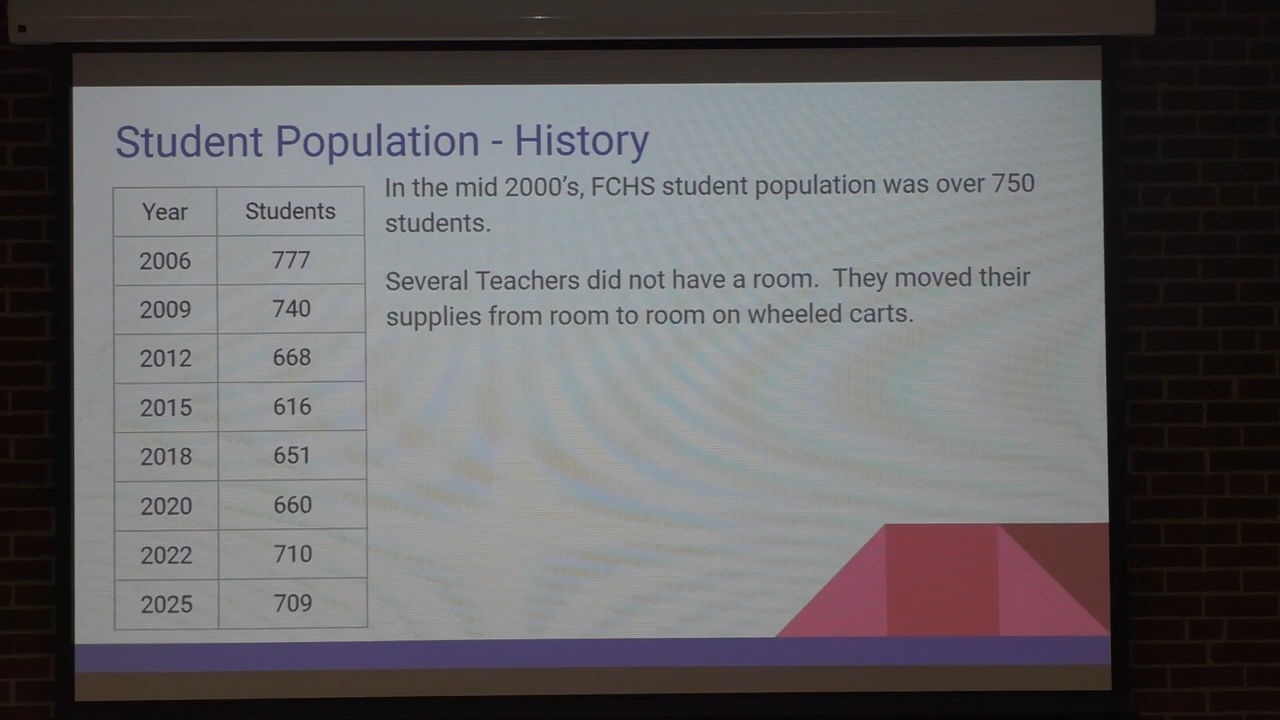 Student Population - History
Year Students
2006 777
2009 740
2012 668
2015 616
2018 651
2020 660
2022 710
2025 709
In the mid 2000’s, FCHS student population was over 750
students.
Several Teachers did not have a room. They moved their
supplies from room to room on wheeled carts.